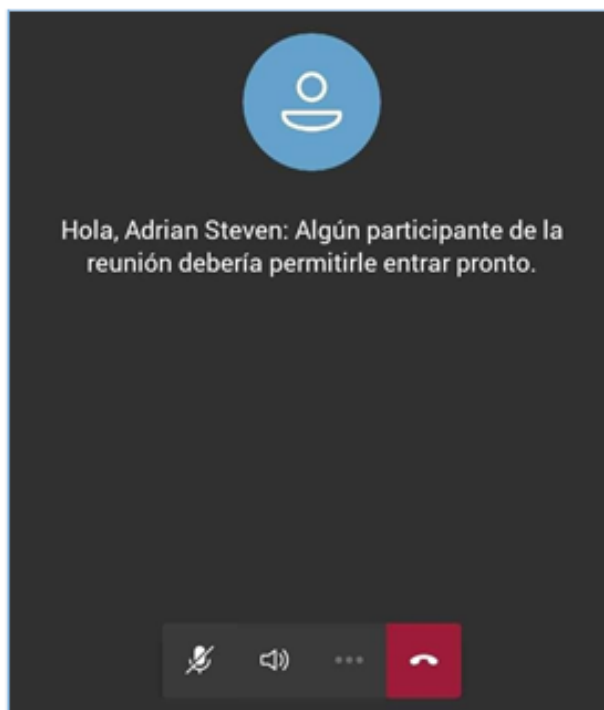 Hola, Adrian Steven: Algún participante de la
reunión debería permitirle entrar pronto.